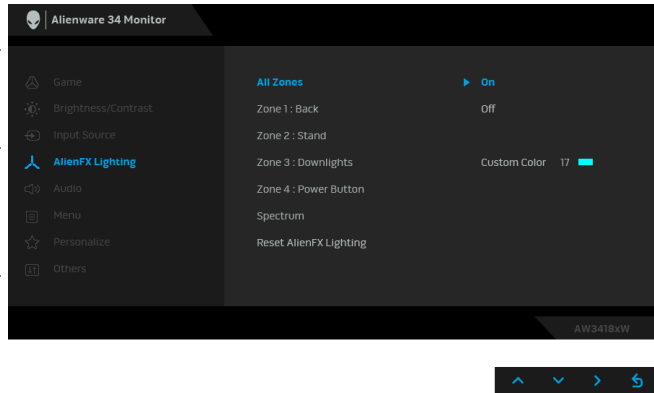 Alienware 34 Monitor
Game
All Zones
On
Brightness/Contrast
Zone 1 : Back
Off
Input Source
Zone 2 : Stand
AlienFX Lighting
Zone 3 : Downlights
Custom Color 17
Audio
Zone 4 : Power Button
Menu
Spectrum
Personalize
Reset AlienFX Lighting
Others
AW3418xW